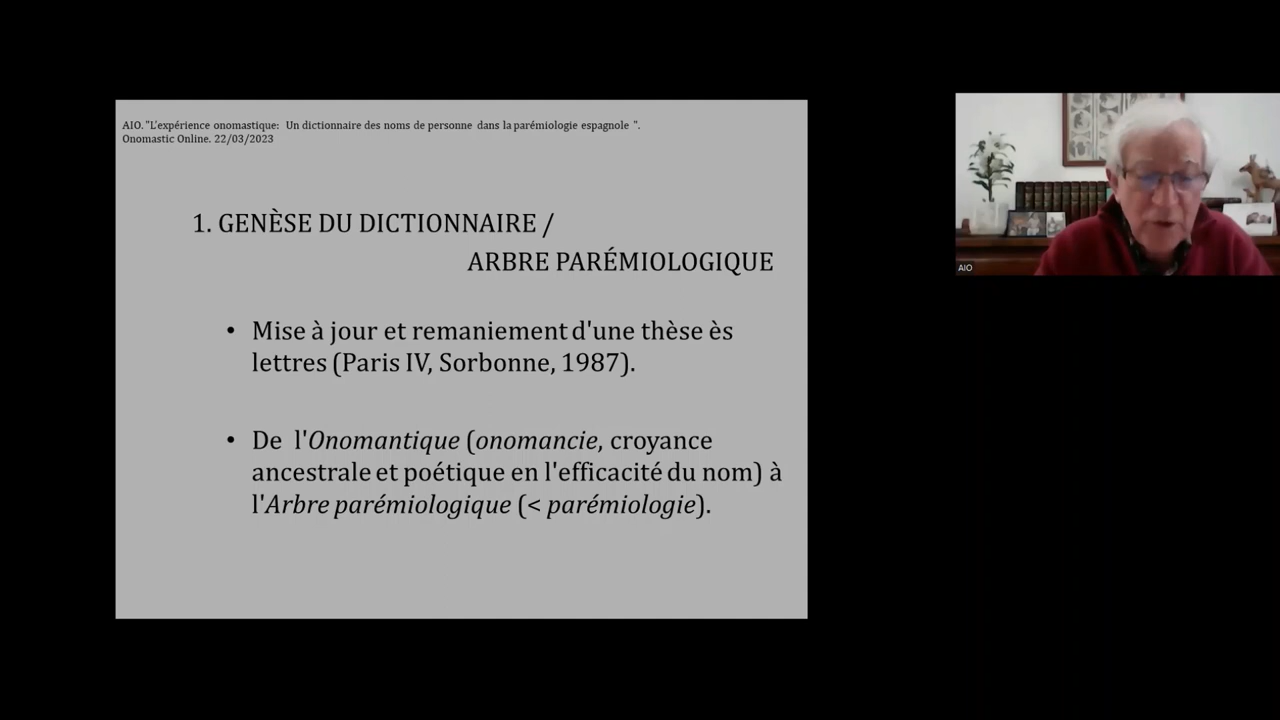 AIO. "L'expérience onomastique: Un dictionnaire des noms de personne dans la parémiologie espagnole ".
Onomastic Online. 22/03/2023
1. GENÈSE DU DICTIONNAIRE /
ARBRE PARÉMIOLOGIQUE
• Mise à jour et remaniement d'une thèse ès
lettres (Paris IV, Sorbonne, 1987).
• De l'Onomantique (onomancie, croyance
ancestrale et poétique en l'efficacité du nom) à
l'Arbre parémiologique (< parémiologie).
AIO